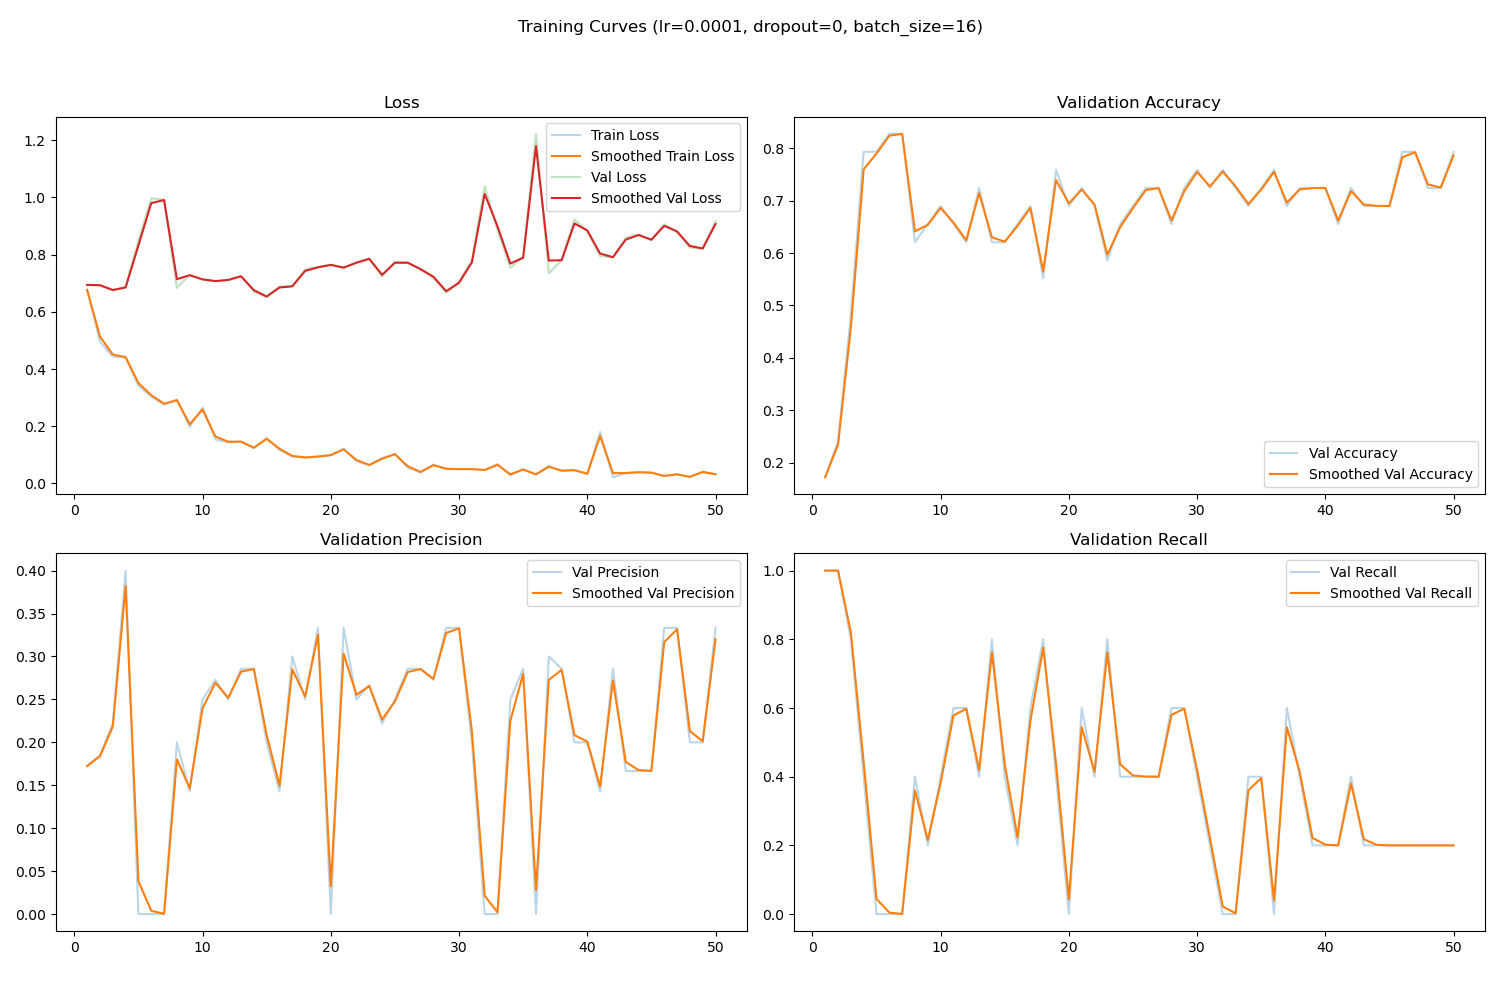 Training Curves (lr=0.0001, dropout=0, batch_size=16)
Loss
1.2
1.0
0.8
0.6
0.4
0.2
0.0
0 10 20 30 40 50
Train Loss
Smoothed Train Loss
Val Loss
Smoothed Val Loss
Validation Accuracy
0.8
0.7
0.6
0.5
0.4
0.3
0.2
0 10 20 30 40 50
Val Accuracy
Smoothed Val Accuracy
Validation Precision
0.40
0.35
0.30
0.25
0.20
0.15
0.10
0.05
0.00
0 10 20 30 40 50
Val Precision
Smoothed Val Precision
Validation Recall
1.0
0.8
0.6
0.4
0.2
0.0
0 10 20 30 40 50
Val Recall
Smoothed Val Recall